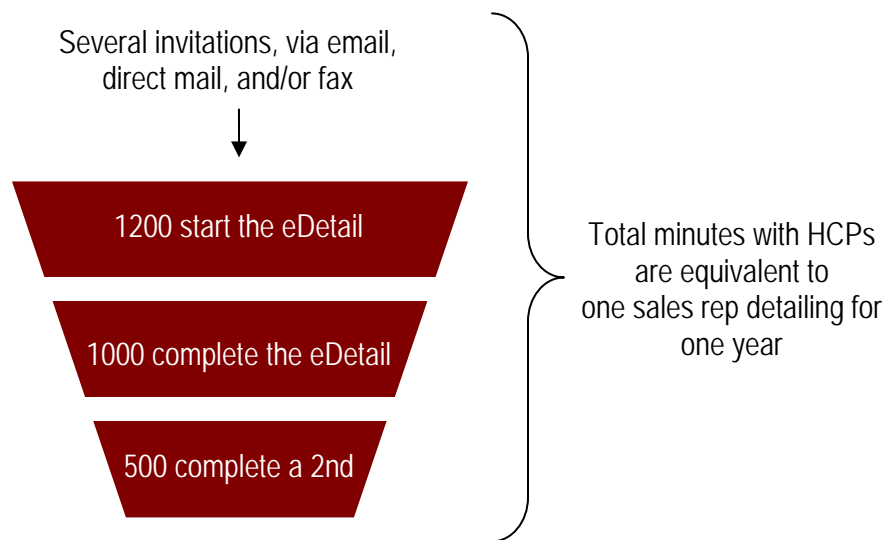 Several invitations, via email,
direct mail, and/or fax
1200 start the eDetail
1000 complete the eDetail
500 complete a 2nd
Total minutes with HCPs
are equivalent to
one sales rep detailing for
one year